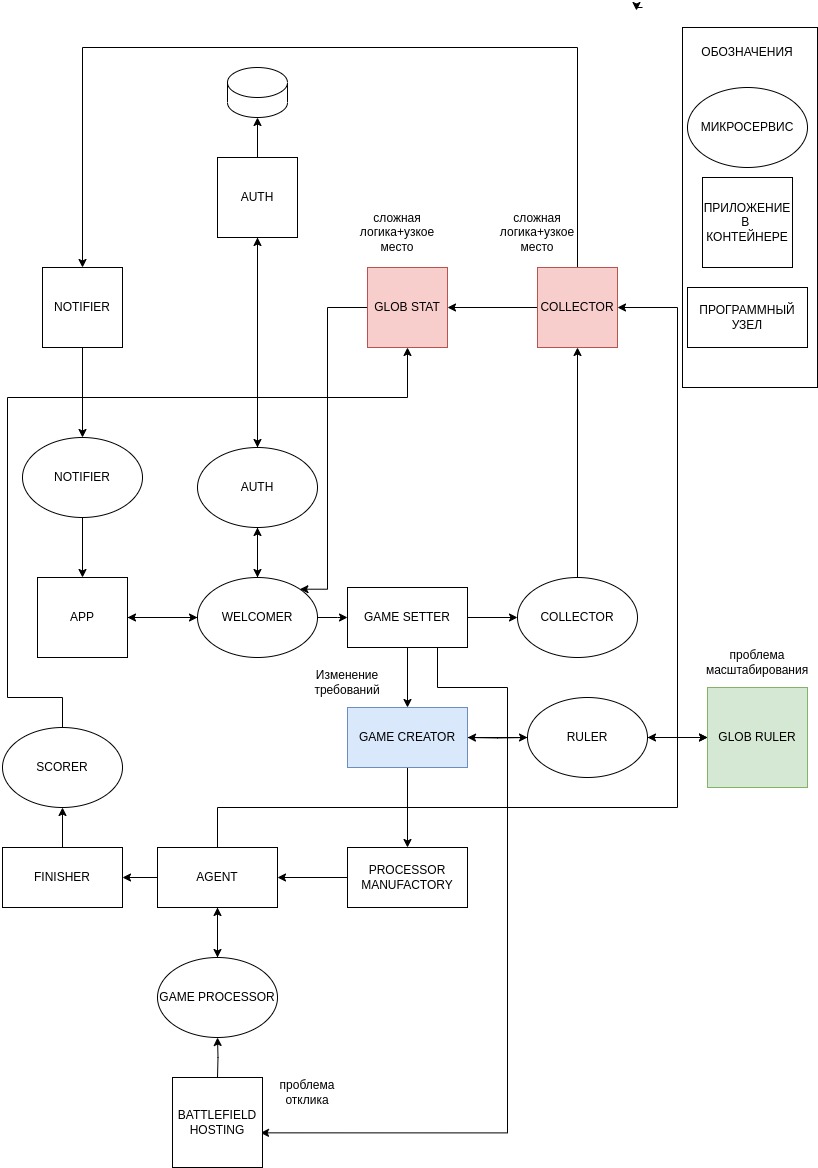 ОБОЗНАЧЕНИЯ
МИКРОСЕРВИС
ПРИЛОЖЕНИЕ
В
КОНТЕЙНЕРЕ
ПРОГРАММНЫЙ
УЗЕЛ
AUTH
сложная
логика+узкое
место
сложная
логика+узкое
место
NOTIFIER
GLOB STAT
COLLECTOR
NOTIFIER
AUTH
APP
WELCOMER
GAME SETTER
COLLECTOR
Изменение
требований
проблема
масштабирования
GAME CREATOR
RULER
GLOB RULER
SCORER
FINISHER
AGENT
PROCESSOR
MANUFACTORY
GAME PROCESSOR
проблема
отклика
BATTLEFIELD
HOSTING